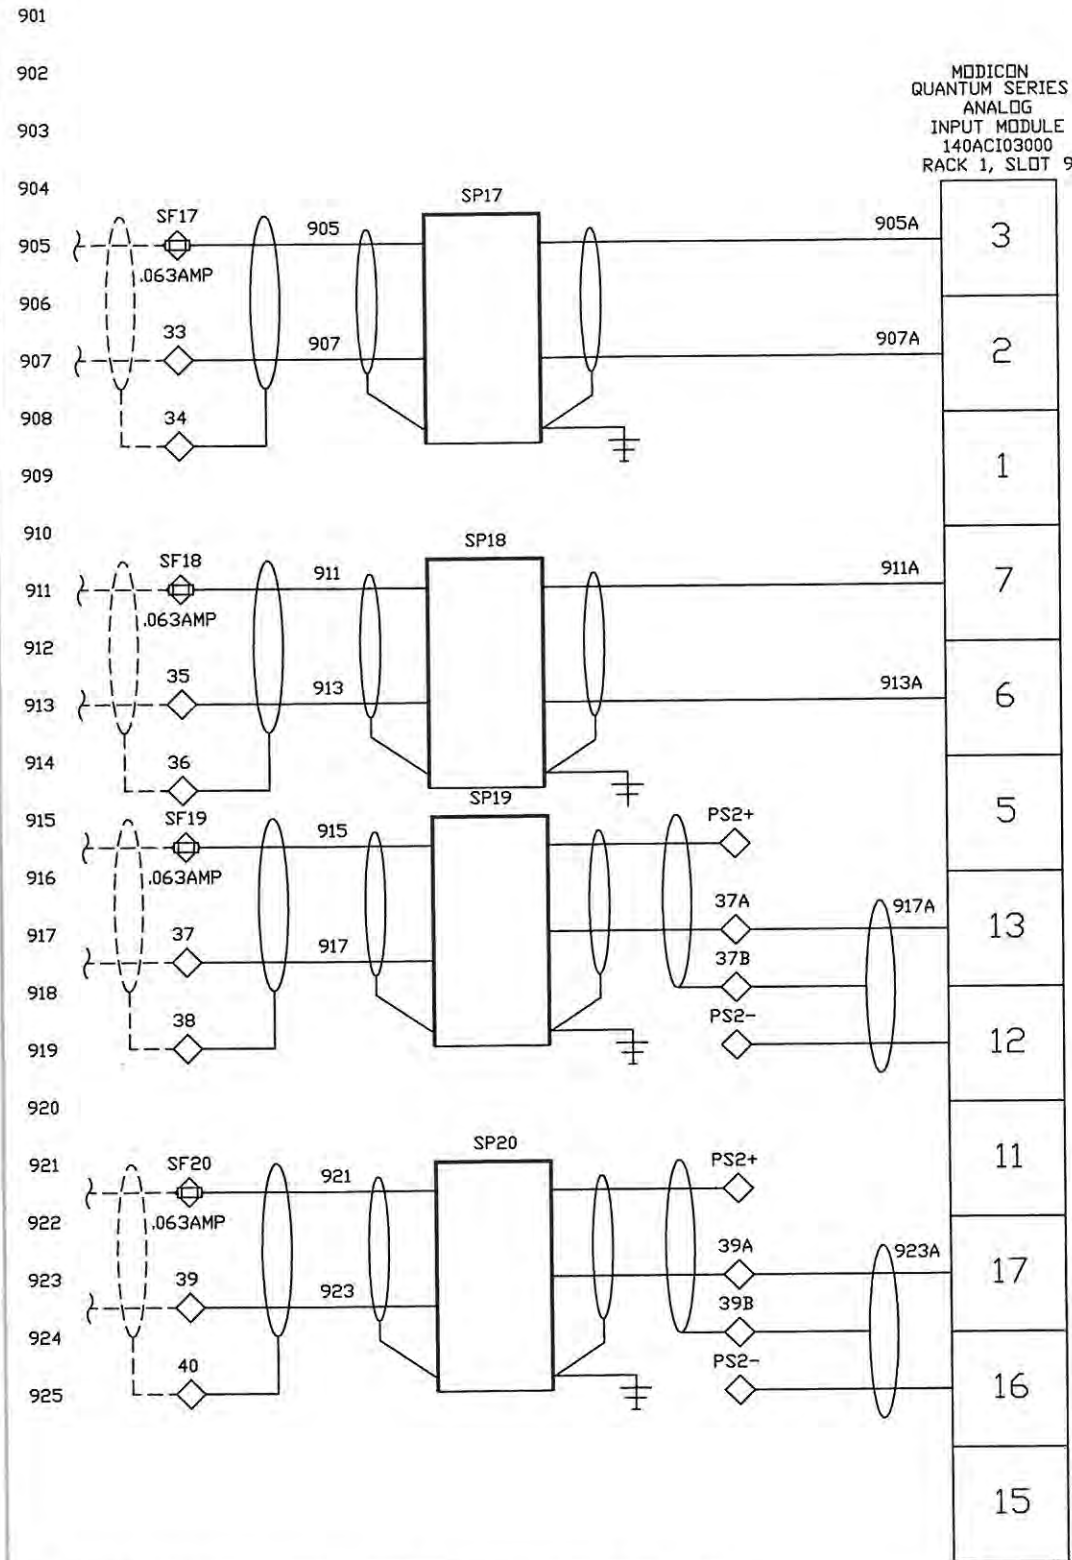 901
902
MODICON
QUANTUM SERIES
ANALOG
INPUT MODULE
140ACI03000
RACK 1, SLOT 9
903
904
SP17
SF17
905
905
905A
3
.063AMP
906
33
907
907
907A
2
908
34
909
1
910
SP18
SF18
911
911
911A
7
.063AMP
912
35
913
913
913A
6
914
36
SP19
915
SF19
915
PS2+
5
916
.063AMP
37A
917A
917
37
917
13
37B
918
38
PS2-
919
12
920
SP20
921
SF20
921
PS2+
11
922
.063AMP
39A
923A
923
39
923
17
39B
924
40
PS2-
925
16
15